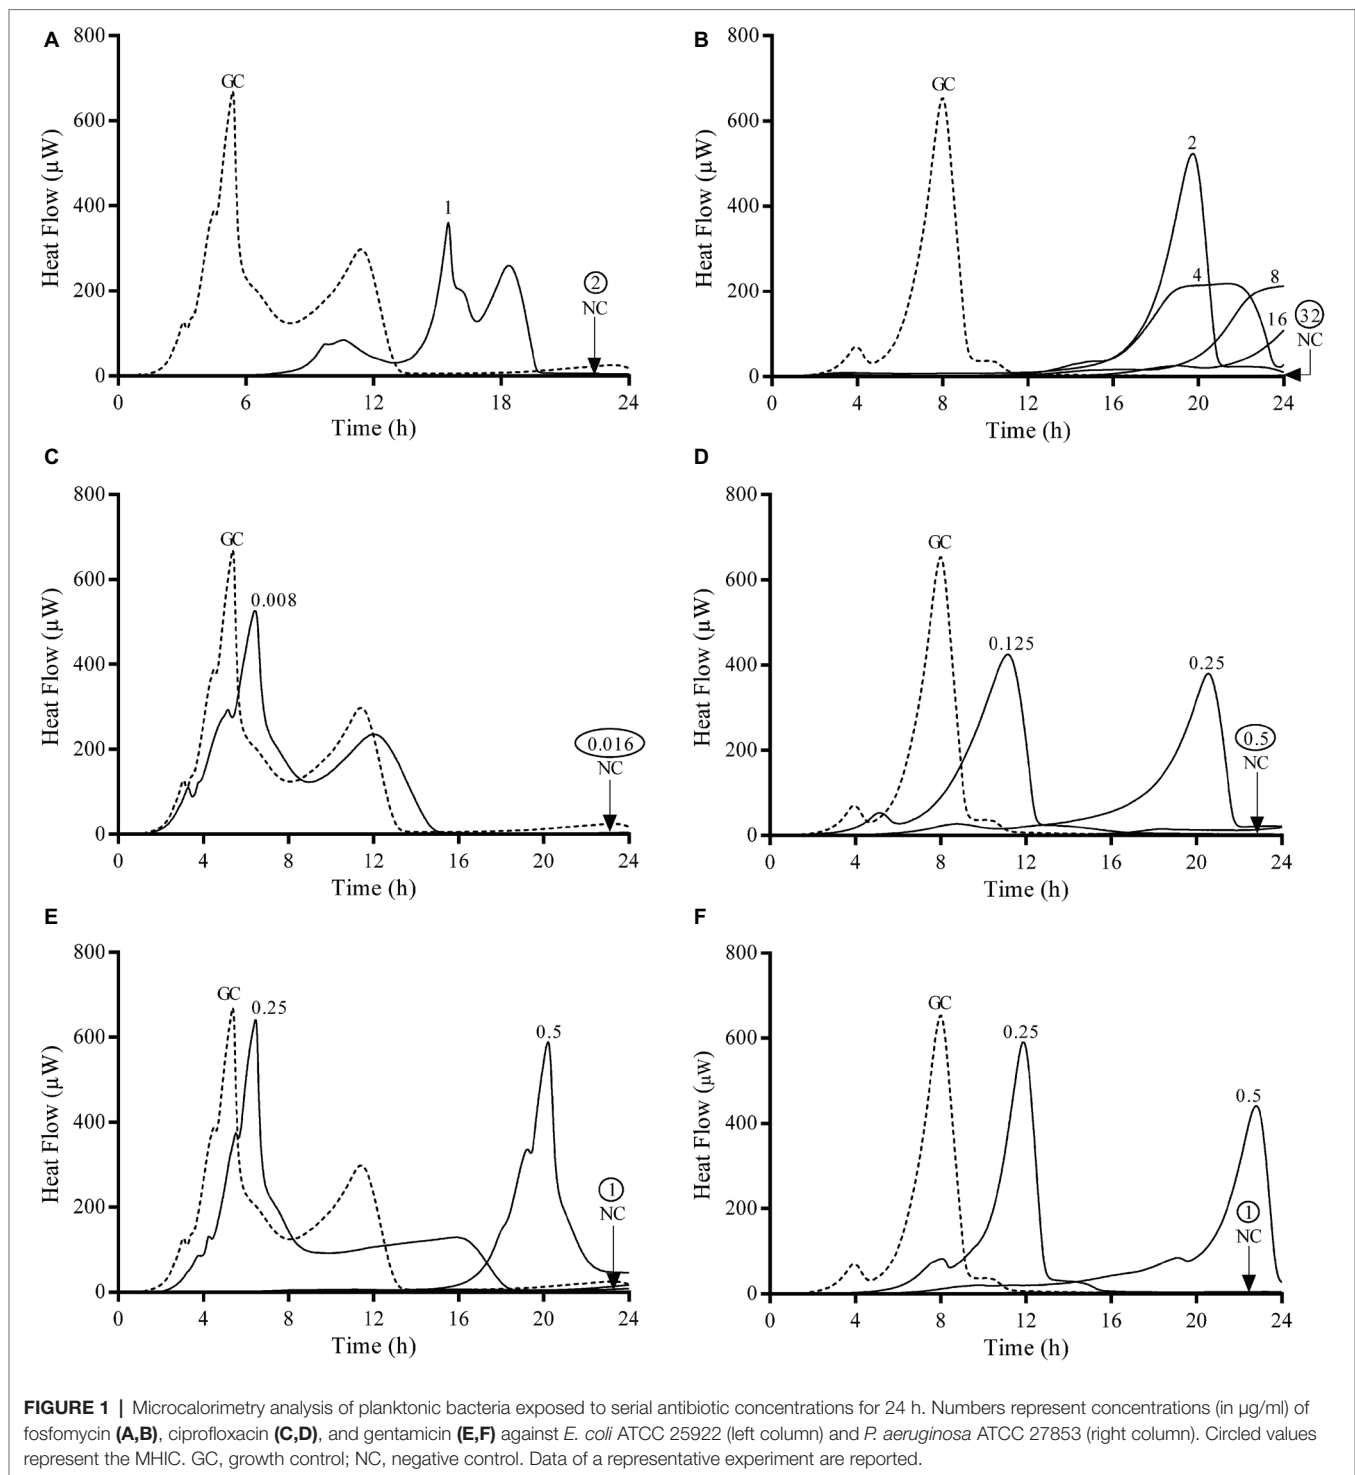 A
Heat Flow (µW)
800
600
400
200
0
GC
1
2
NC
0 6 12 18 24
Time (h)
B
Heat Flow (µW)
800
600
400
200
0
GC
2
4
8
16
32
NC
0 4 8 12 16 20 24
Time (h)
C
Heat Flow (µW)
800
600
400
200
0
GC
0.008
0.016
NC
0 4 8 12 16 20 24
Time (h)
D
Heat Flow (µW)
800
600
400
200
0
GC
0.125
0.25
0.5
NC
0 4 8 12 16 20 24
Time (h)
E
Heat Flow (µW)
800
600
400
200
0
GC
0.25
0.5
1
NC
0 4 8 12 16 20 24
Time (h)
F
Heat Flow (µW)
800
600
400
200
0
GC
0.25
0.5
1
NC
0 4 8 12 16 20 24
Time (h)
FIGURE 1 | Microcalorimetry analysis of planktonic bacteria exposed to serial antibiotic concentrations for 24 h. Numbers represent concentrations (in µg/ml) of
fosfomycin (A,B), ciprofloxacin (C,D), and gentamicin (E,F) against E. coli ATCC 25922 (left column) and P. aeruginosa ATCC 27853 (right column). Circled values
represent the MHIC. GC, growth control; NC, negative control. Data of a representative experiment are reported.